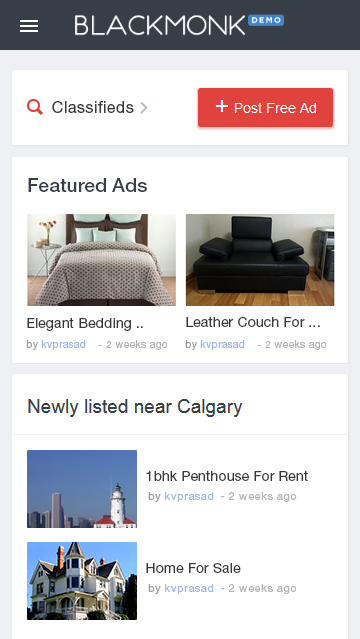 BLACKMONK DEMO
Classifieds
+ Post Free Ad
Featured Ads
Elegant Bedding ..
by kvprasad - 2 weeks ago
Leather Couch For ...
by kvprasad - 2 weeks ago
Newly listed near Calgary
1bhk Penthouse For Rent
by kvprasad - 2 weeks ago
Home For Sale
by kvprasad - 2 weeks ago